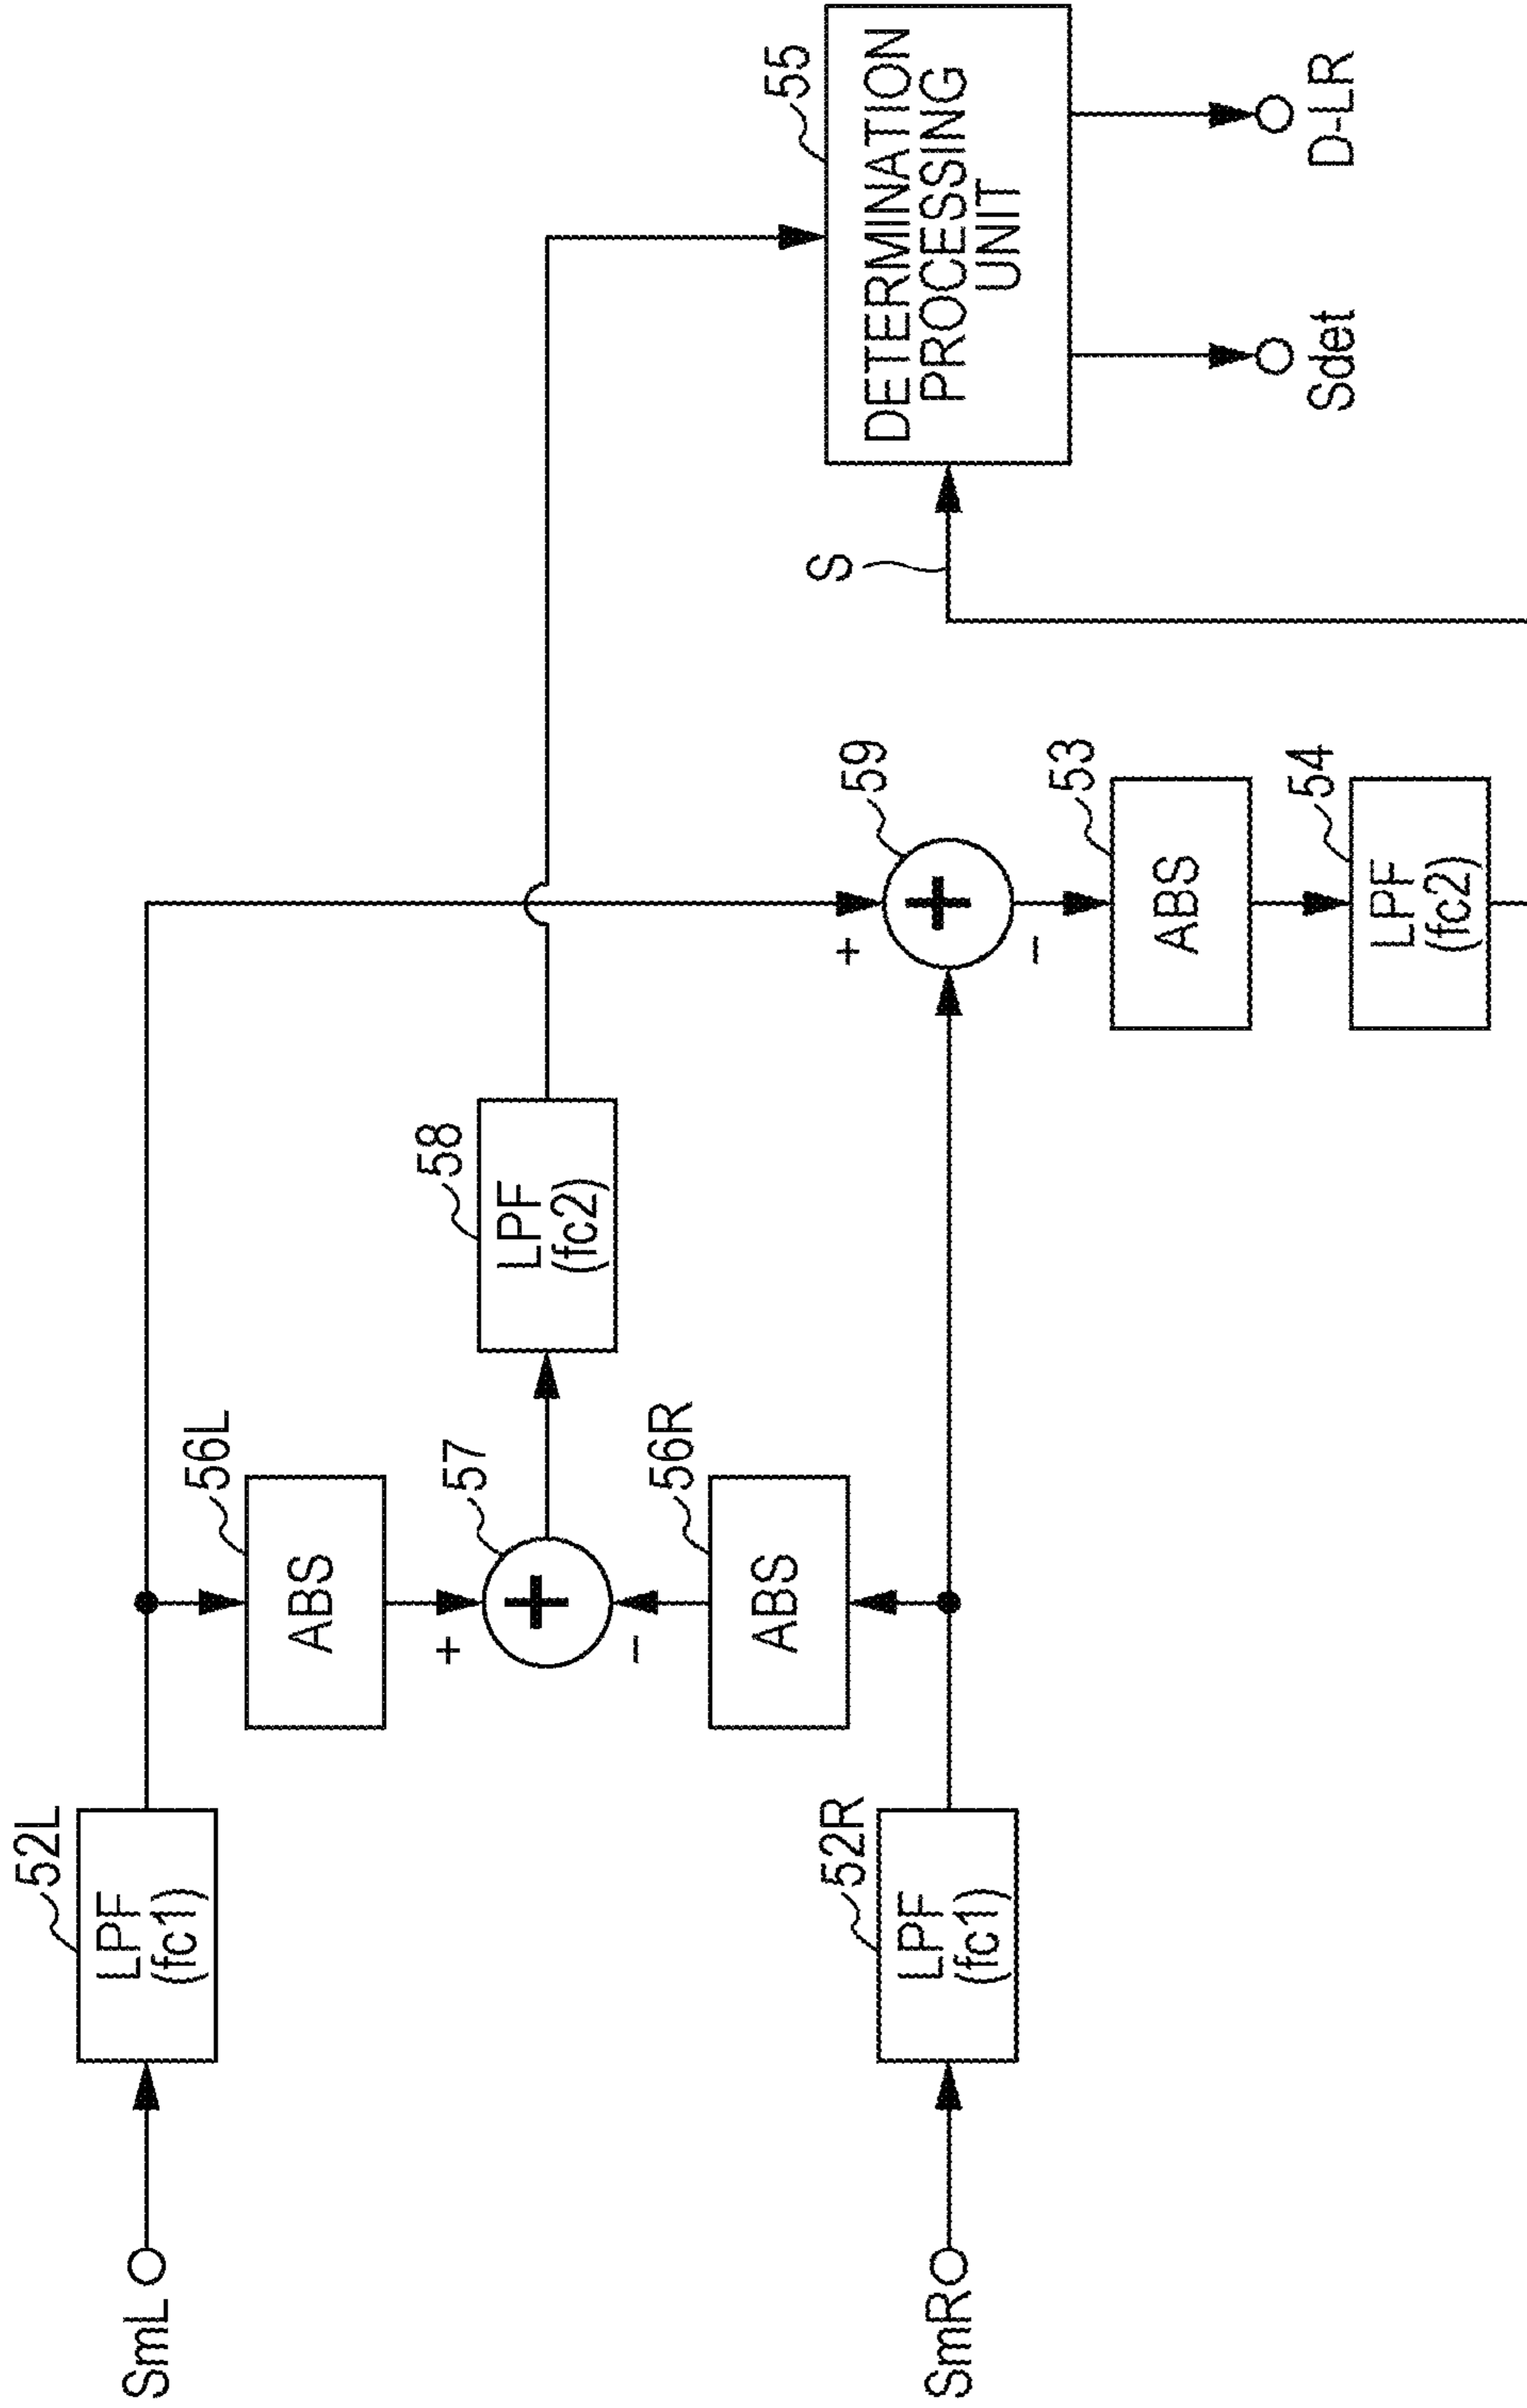 SmL
52L
LPF
(fc1)
56L
ABS
+
57
+
−
56R
ABS
58
LPF
(fc2)
SmR
52R
LPF
(fc1)
59
+
+
−
53
ABS
54
LPF
(fc2)
S
55
DETERMINATION
PROCESSING
UNIT
Sdet
D-LR